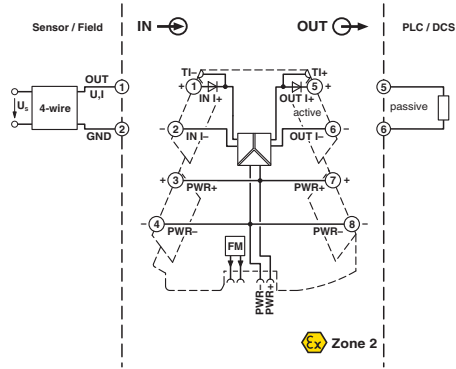 Sensor / Field
IN
OUT
PLC / DCS
TI–
TI+
OUT
1
+ 1
5 +
5
U,I
IN I+
OUT I+
Us
4-wire
active
passive
2
– 2
IN I–
OUT I–
6 –
6
GND
+ 3
PWR+
PWR+
7 +
– 4
PWR–
PWR–
8 –
FM
PWR–
PWR+
Ex Zone 2